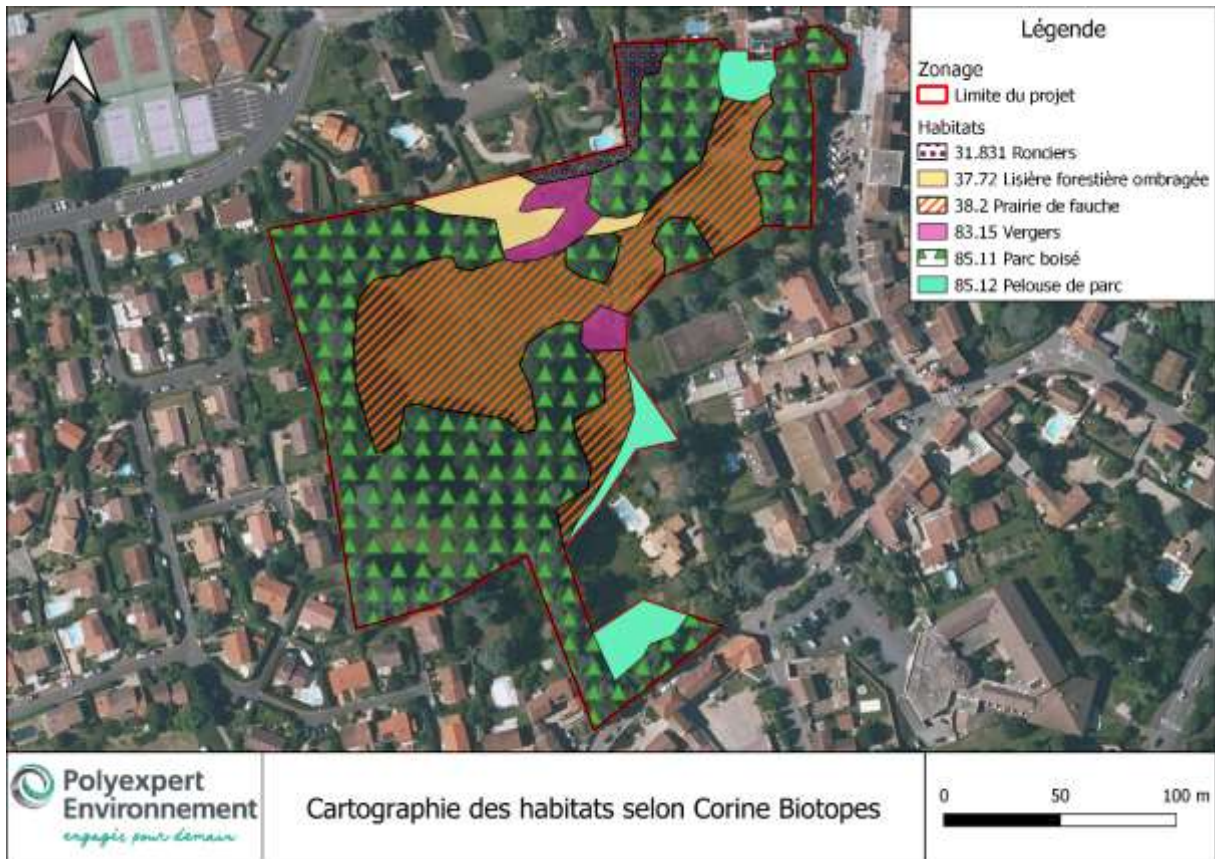 Légende
Zonage
Limite du projet
Habitats
31.831 Ronciers
37.72 Lisière forestière ombragée
38.2 Prairie de fauche
83.15 Vergers
85.11 Parc boisé
85.12 Pelouse de parc
Polyexpert
Environnement
engagés pour demain
Cartographie des habitats selon Corine Biotopes
0 50 100 m